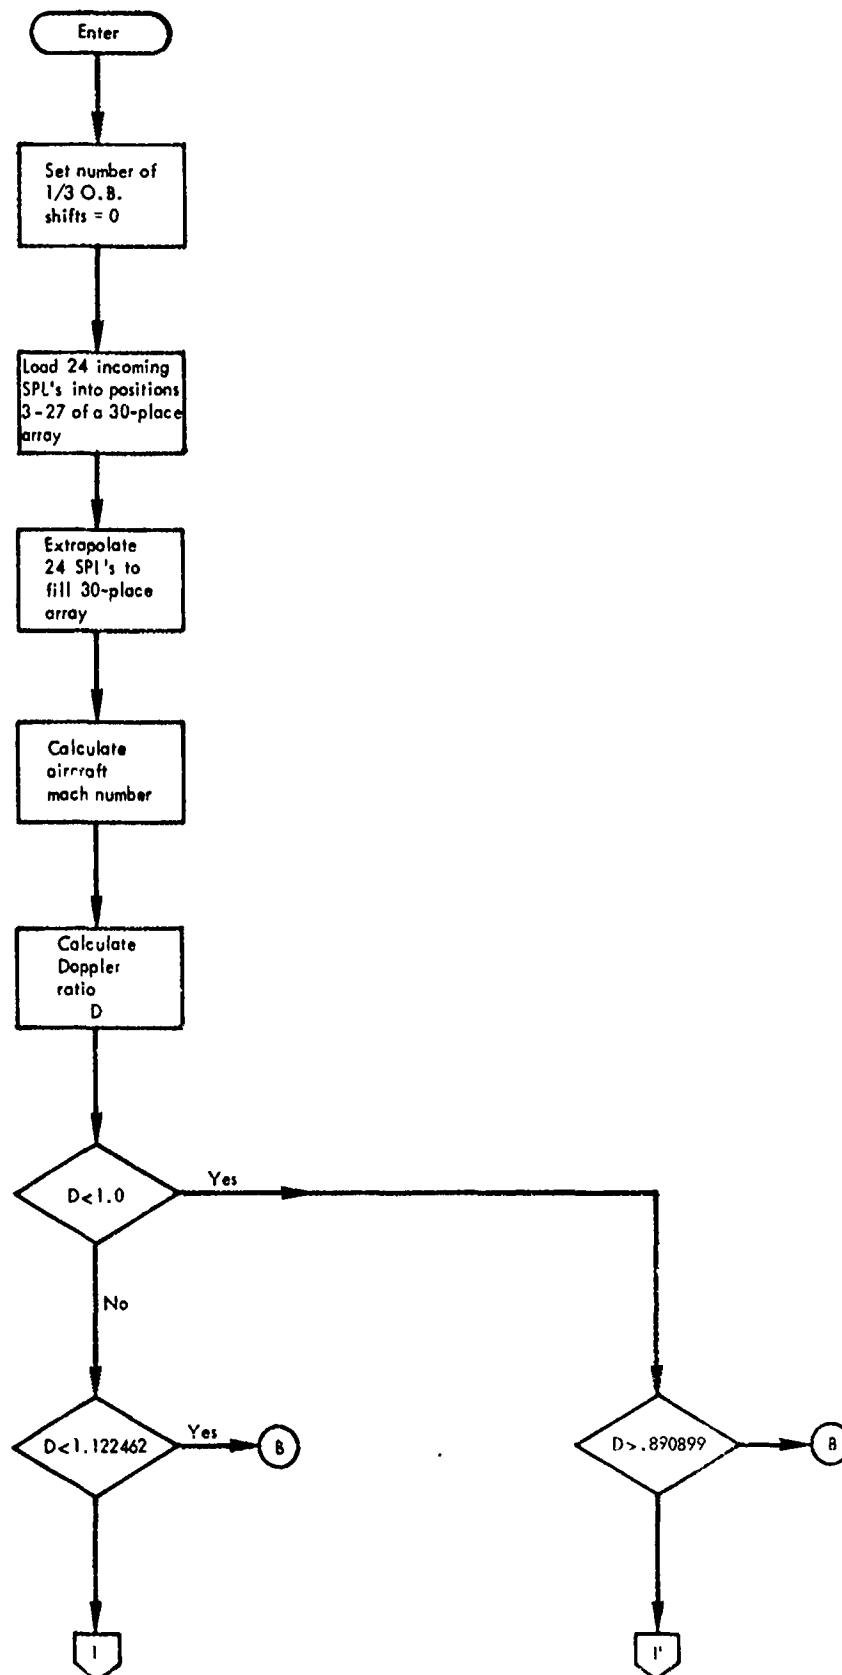 Enter
Set number of
1/3 O.B.
shifts = 0
Load 24 incoming
SPL's into positions
3-27 of a 30-place
array
Extrapolate
24 SPL's to
fill 30-place
array
Calculate
aircraft
mach number
Calculate
Doppler
ratio
D
D<1.0
Yes
No
D<1.122462
Yes
B
D>.890899
B
1
1'